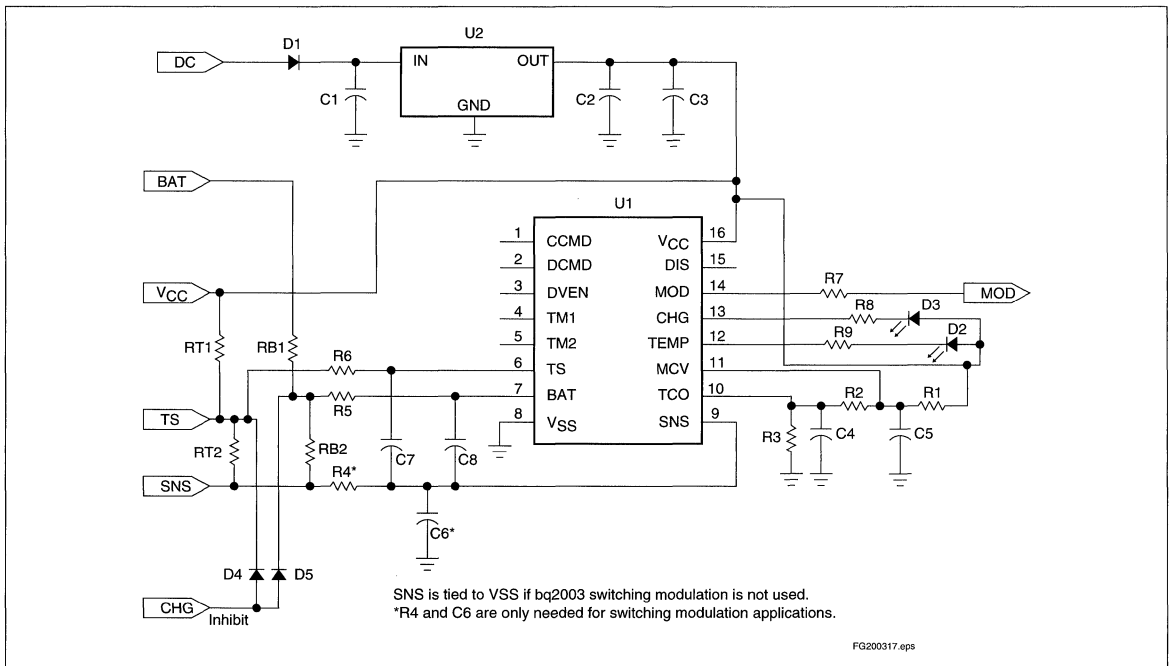 U2
D1
DC
IN
OUT
C1
GND
C2
C3
BAT
U1
1
CCMD
VCC
16
2
DCMD
DIS
15
3
DVEN
MOD
14
R7
MOD
VCC
4
TM1
CHG
13
R8
D3
5
TM2
TEMP
12
R9
D2
RT1
RB1
R6
6
TS
MCV
11
7
BAT
TCO
10
R2
R1
TS
R5
8
VSS
SNS
9
RT2
RB2
C7
C8
R3
C4
C5
SNS
R4*
C6*
D4
D5
CHG
Inhibit
SNS is tied to VSS if bq2003 switching modulation is not used.
*R4 and C6 are only needed for switching modulation applications.
FG200317.eps